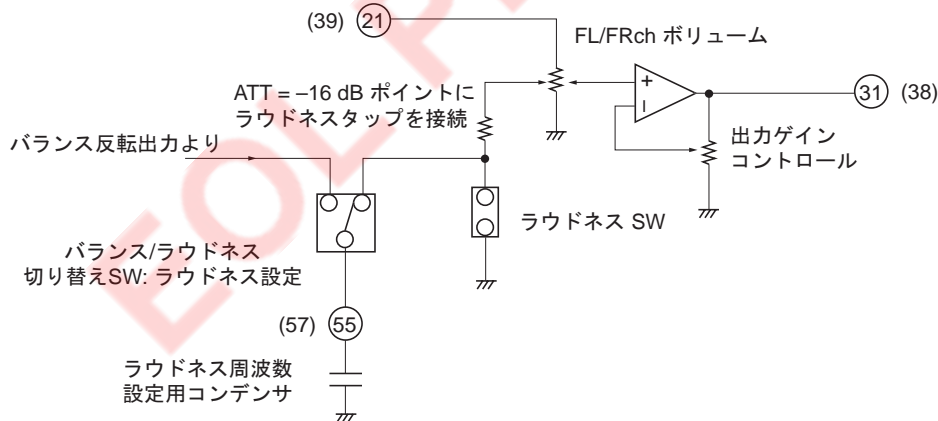 (39) 21
FL/FRch ボリューム
ATT = –16 dB ポイントに
ラウドネスタップを接続
+
–
31 (38)
バランス反転出力より
出力ゲイン
コントロール
ラウドネス SW
バランス/ラウドネス
切り替えSW: ラウドネス設定
(57) 55
ラウドネス周波数
設定用コンデンサ